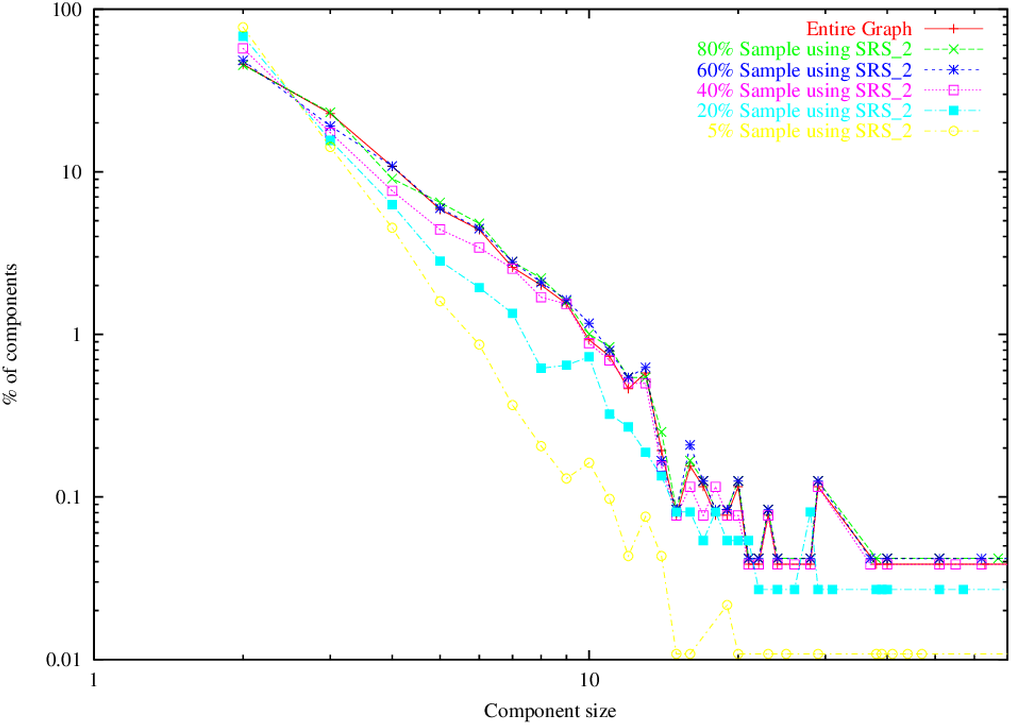 100
10
1
0.1
0.01
% of components
Entire Graph
80% Sample using SRS_2
60% Sample using SRS_2
40% Sample using SRS_2
20% Sample using SRS_2
5% Sample using SRS_2
1
10
Component size